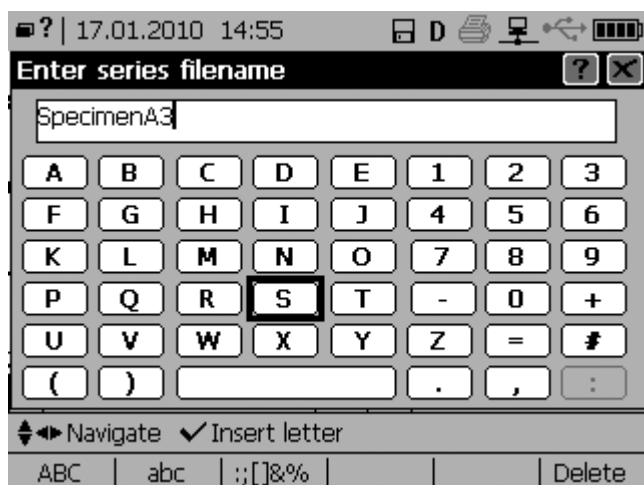 ? 17.01.2010 14:55 D
Enter series filename ? X
SpecimenA3
A B C D E 1 2 3
F G H I J 4 5 6
K L M N O 7 8 9
P Q R S T - 0 +
U V W X Y Z = #
( ) . , :
Navigate ✓ Insert letter
ABC abc :;[]&% Delete